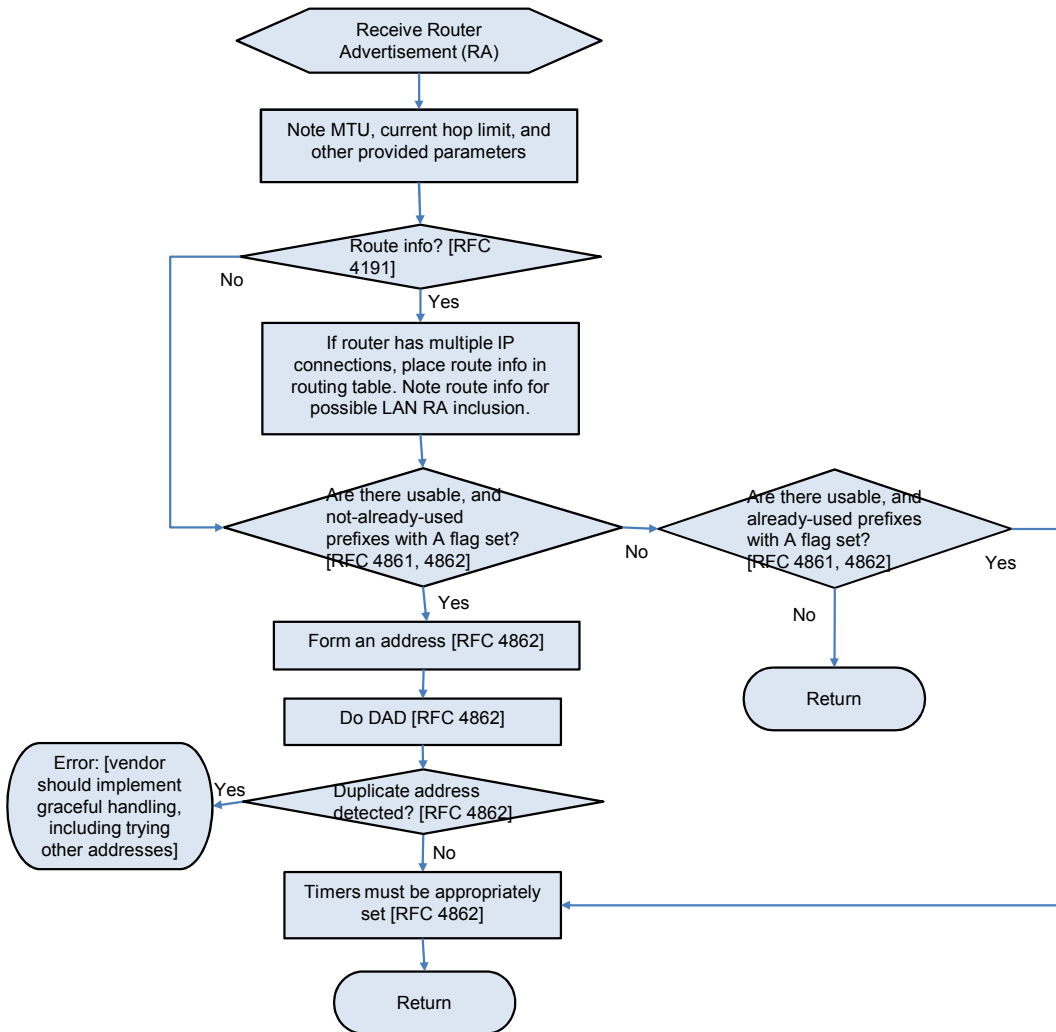 Receive Router
Advertisement (RA)
Note MTU, current hop limit, and
other provided parameters
Route info? [RFC
4191]
No
Yes
If router has multiple IP
connections, place route info in
routing table. Note route info for
possible LAN RA inclusion.
Are there usable, and
not-already-used
prefixes with A flag set?
[RFC 4861, 4862]
No
Are there usable, and
already-used prefixes
with A flag set?
[RFC 4861, 4862]
Yes
Yes
No
Form an address [RFC 4862]
Return
Do DAD [RFC 4862]
Error: [vendor
should implement
graceful handling,
including trying
other addresses]
Yes
Duplicate address
detected? [RFC 4862]
No
Timers must be appropriately
set [RFC 4862]
Return